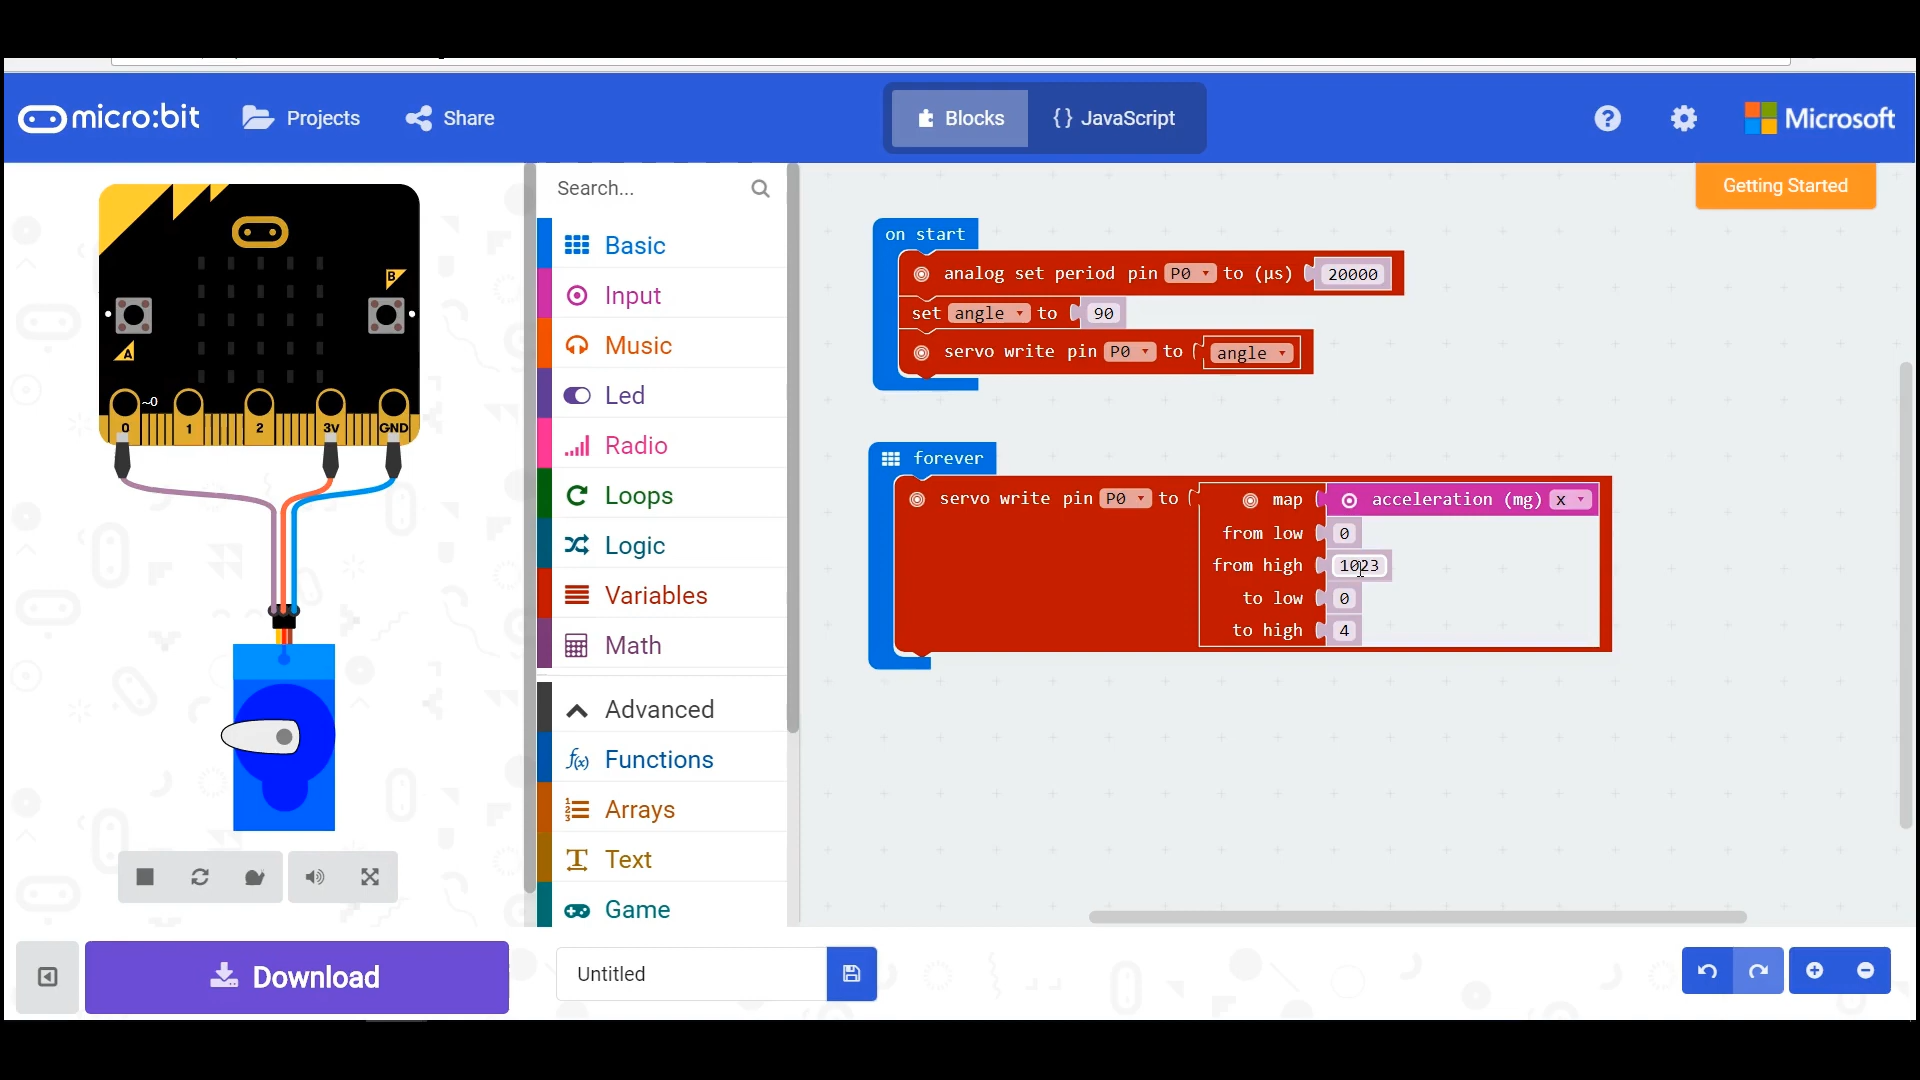 micro:bit
Projects
Share
Blocks
{} JavaScript
?
Microsoft
Getting Started
B
A
~0
0 1 2 3V GND
Search...
Basic
Input
Music
Led
Radio
Loops
Logic
Variables
Math
Advanced
f(x) Functions
Arrays
Text
Game
on start
analog set period pin P0 to (µs) 20000
set angle to 90
servo write pin P0 to angle
forever
servo write pin P0 to map acceleration (mg) x
from low 0
from high 1023
to low 0
to high 4
Download
Untitled